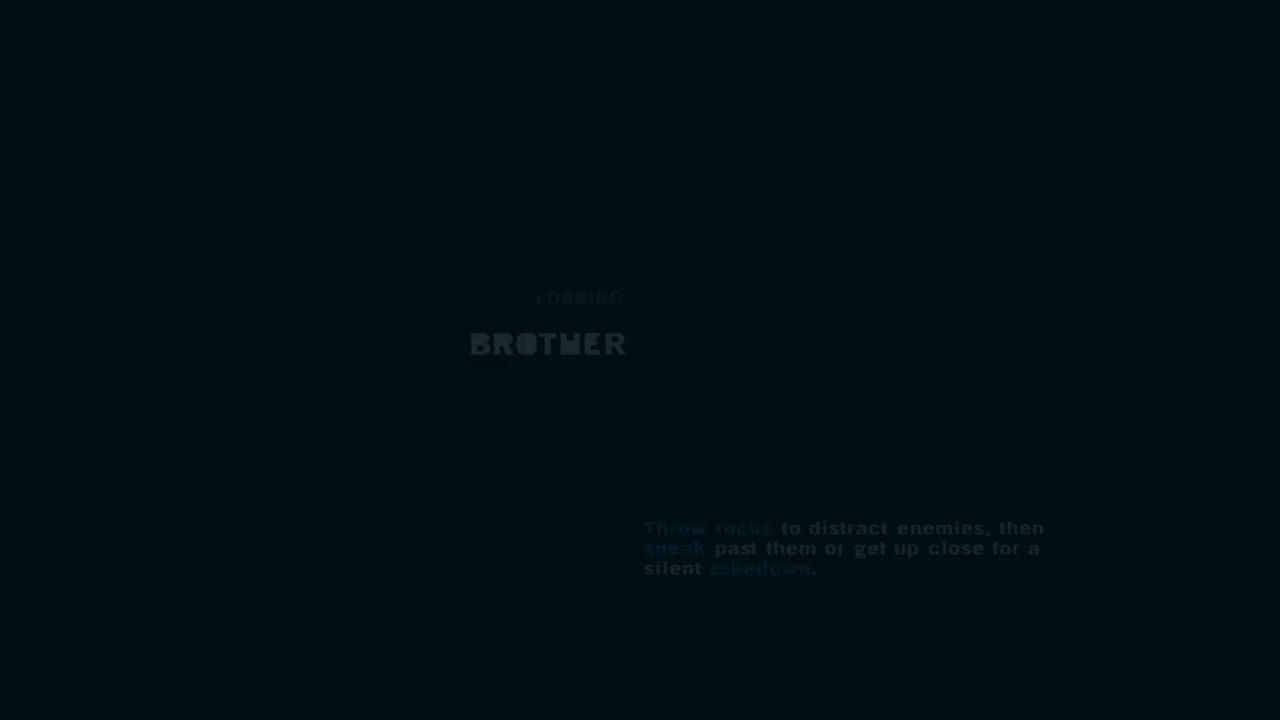 LOADING
BROTHER
Throw rocks to distract enemies, then
sneak past them or get up close for a
silent takedown.